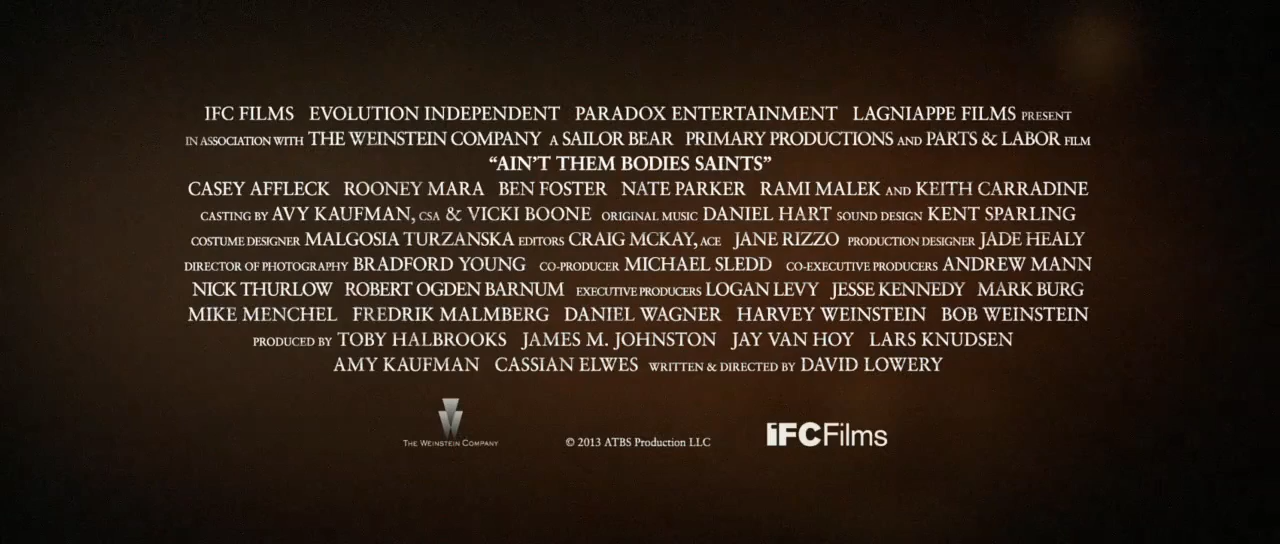 IFC FILMS EVOLUTION INDEPENDENT PARADOX ENTERTAINMENT LAGNIAPPE FILMS PRESENT
IN ASSOCIATION WITH THE WEINSTEIN COMPANY A SAILOR BEAR PRIMARY PRODUCTIONS AND PARTS & LABOR FILM
“AIN’T THEM BODIES SAINTS”
CASEY AFFLECK ROONEY MARA BEN FOSTER NATE PARKER RAMI MALEK AND KEITH CARRADINE
CASTING BY AVY KAUFMAN, CSA & VICKI BOONE ORIGINAL MUSIC DANIEL HART SOUND DESIGN KENT SPARLING
COSTUME DESIGNER MALGOSIA TURZANSKA EDITORS CRAIG MCKAY, ACE JANE RIZZO PRODUCTION DESIGNER JADE HEALY
DIRECTOR OF PHOTOGRAPHY BRADFORD YOUNG CO-PRODUCER MICHAEL SLEDD CO-EXECUTIVE PRODUCERS ANDREW MANN
NICK THURLOW ROBERT OGDEN BARNUM EXECUTIVE PRODUCERS LOGAN LEVY JESSE KENNEDY MARK BURG
MIKE MENCHEL FREDRIK MALMBERG DANIEL WAGNER HARVEY WEINSTEIN BOB WEINSTEIN
PRODUCED BY TOBY HALBROOKS JAMES M. JOHNSTON JAY VAN HOY LARS KNUDSEN
AMY KAUFMAN CASSIAN ELWES WRITTEN & DIRECTED BY DAVID LOWERY
THE WEINSTEIN COMPANY © 2013 ATBS Production LLC IFC Films